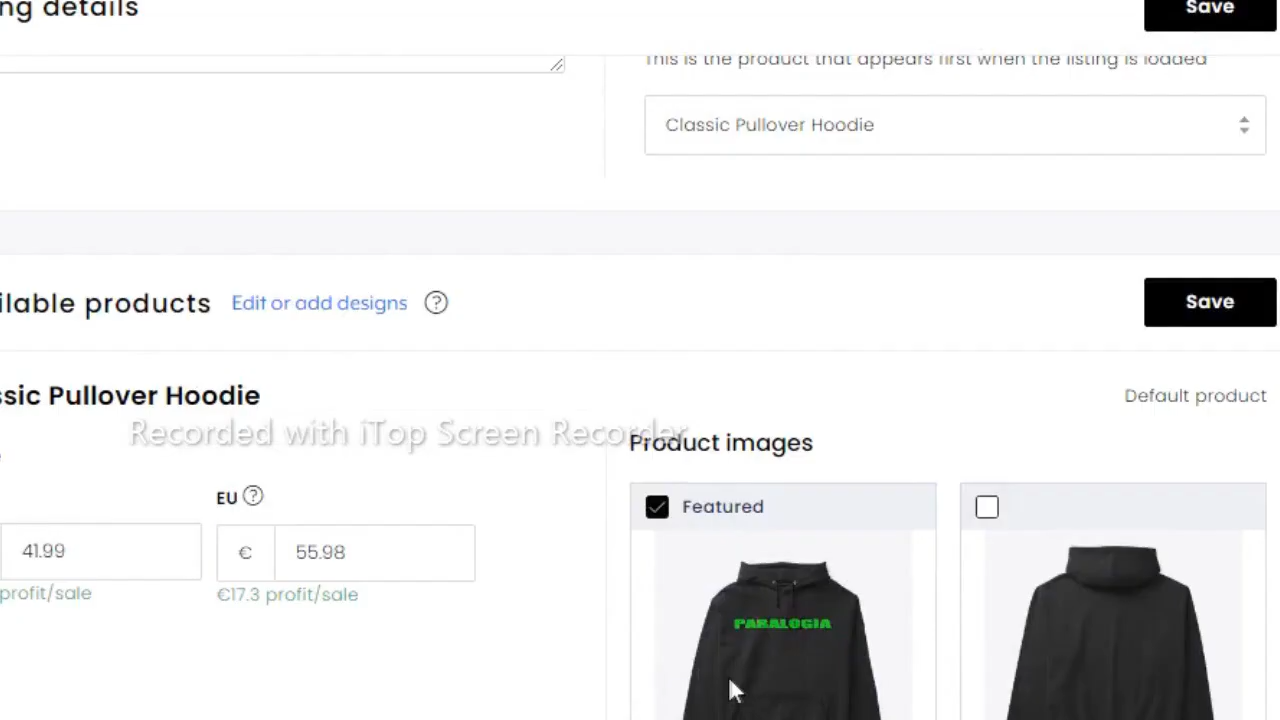 ng details
Save
This is the product that appears first when the listing is loaded
Classic Pullover Hoodie
ilable products
Edit or add designs
?
Save
ssic Pullover Hoodie
Default product
Recorded with iTop Screen Recorder
Product images
EU ?
Featured
41.99
€
55.98
profit/sale
€17.3 profit/sale
PARALOGIA